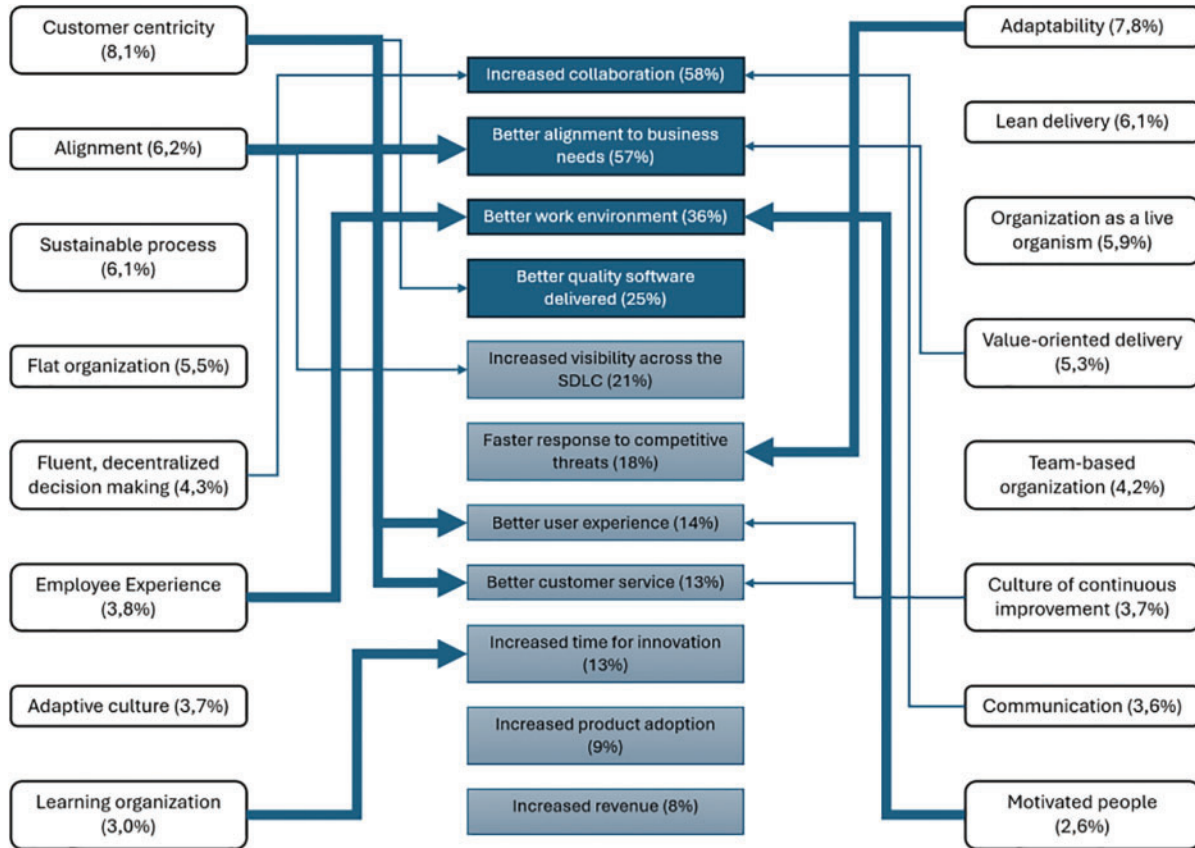 Customer centricity
(8,1%)
Alignment (6,2%)
Sustainable process
(6,1%)
Flat organization (5,5%)
Fluent, decentralized
decision making (4,3%)
Employee Experience
(3,8%)
Adaptive culture (3,7%)
Learning organization
(3,0%)
Increased collaboration (58%)
Better alignment to business
needs (57%)
Better work environment (36%)
Better quality software
delivered (25%)
Increased visibility across the
SDLC (21%)
Faster response to competitive
threats (18%)
Better user experience (14%)
Better customer service (13%)
Increased time for innovation
(13%)
Increased product adoption
(9%)
Increased revenue (8%)
Adaptability (7,8%)
Lean delivery (6,1%)
Organization as a live
organism (5,9%)
Value-oriented delivery
(5,3%)
Team-based
organization (4,2%)
Culture of continuous
improvement (3,7%)
Communication (3,6%)
Motivated people
(2,6%)